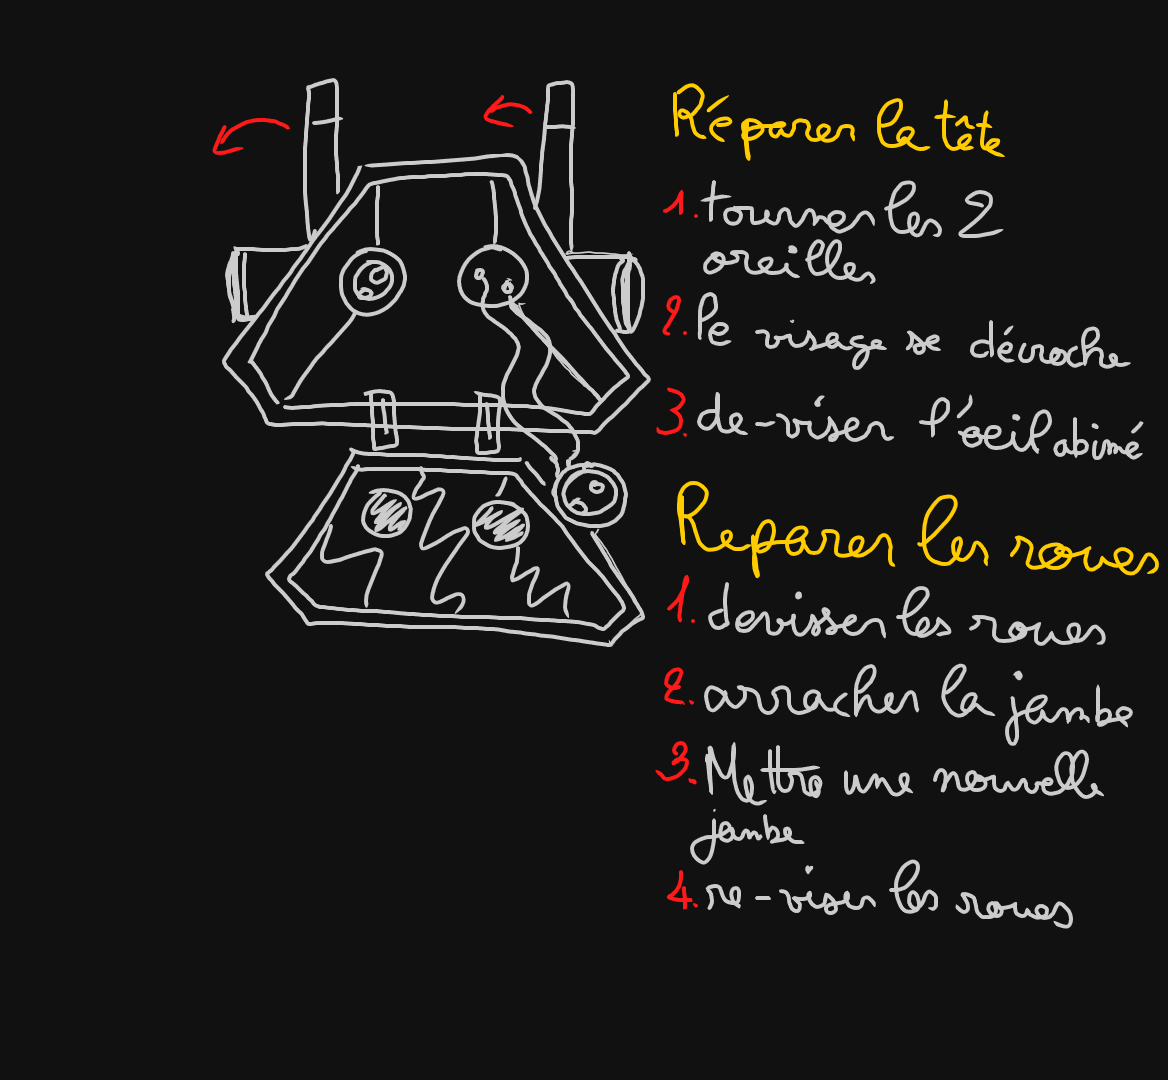 Réparer la tête
1. tourner les 2
oreilles
2. le visage se décroche
3. de-viser l'oeil abimé
Reparer les roues
1. devisser les roues
2. arracher la jambe
3. Mettre une nouvelle
jambe
4. re-viser les roues